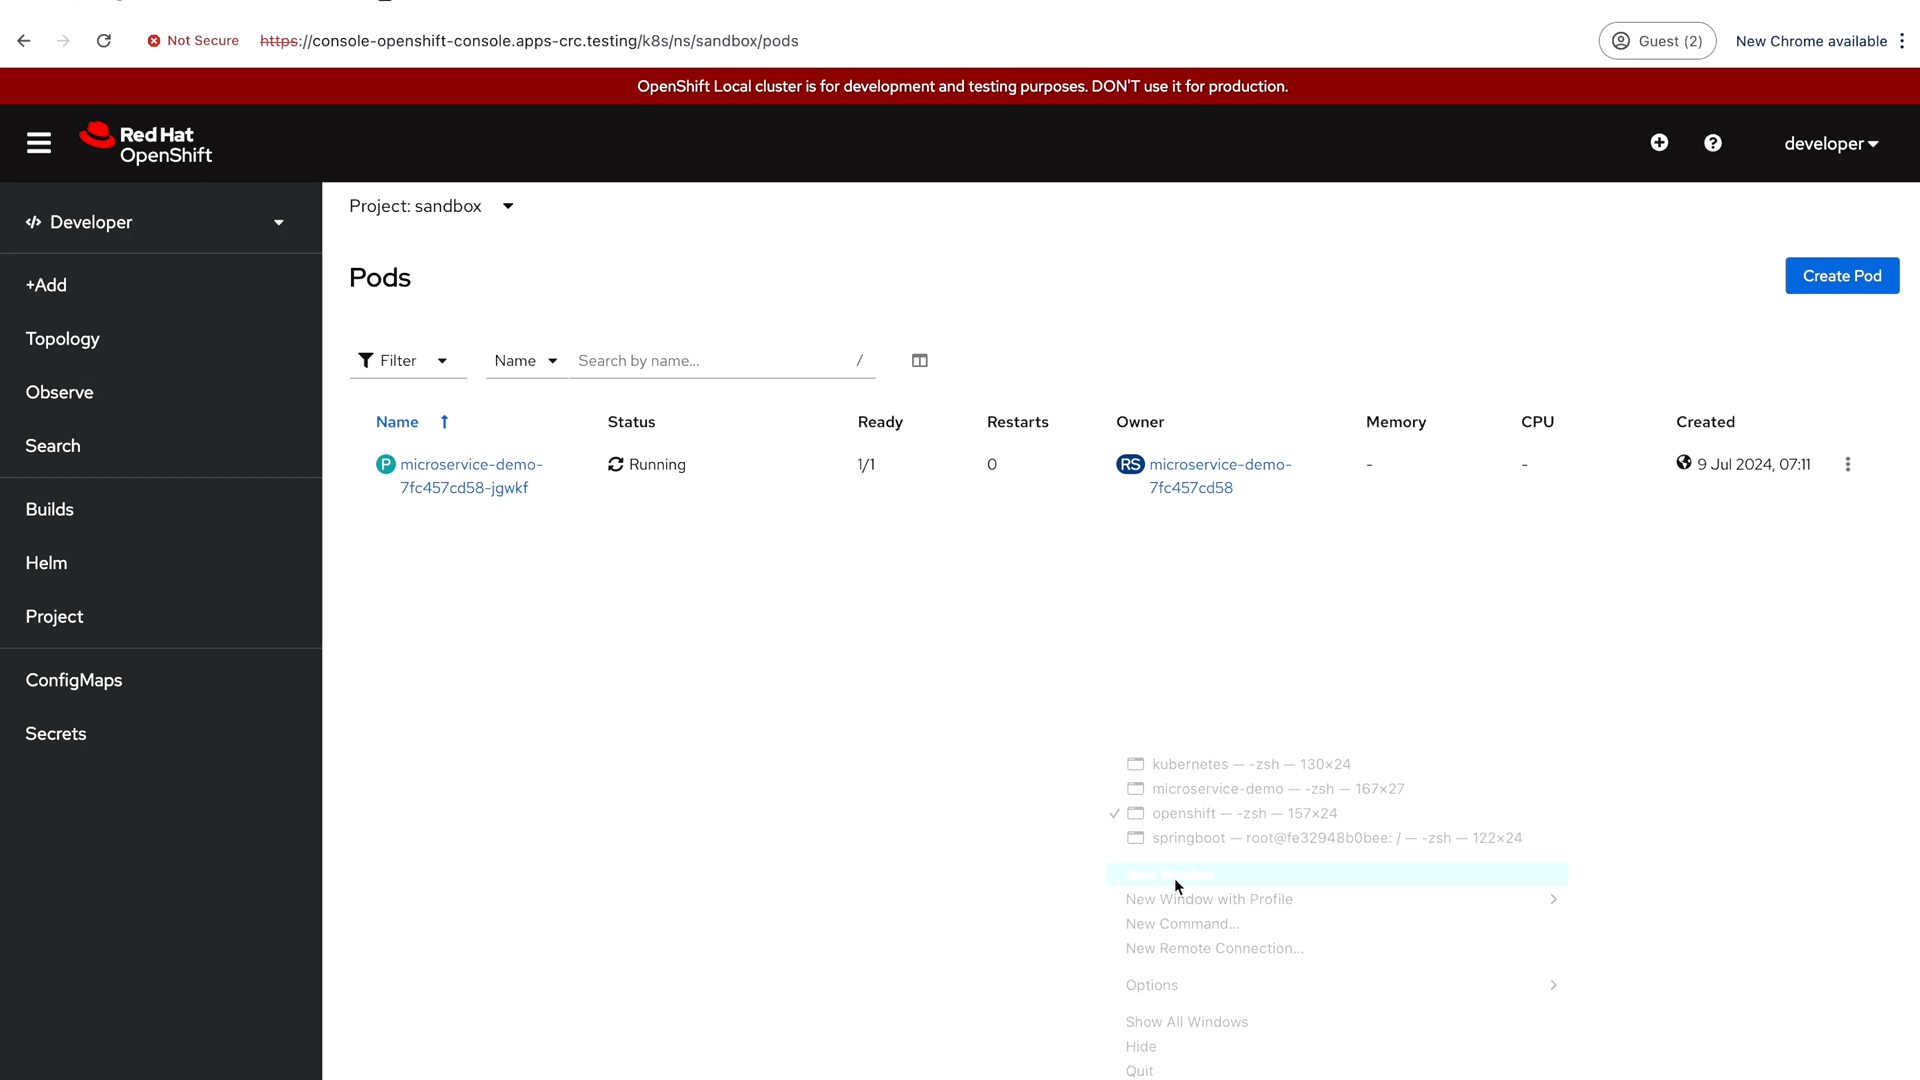 Not Secure https://console-openshift-console.apps-crc.testing/k8s/ns/sandbox/pods Guest (2) New Chrome available
OpenShift Local cluster is for development and testing purposes. DON'T use it for production.
Red Hat
OpenShift
developer
Developer
+Add
Topology
Observe
Search
Builds
Helm
Project
ConfigMaps
Secrets
Project: sandbox
Pods
Create Pod
Filter Name Search by name... /
Name Status Ready Restarts Owner Memory CPU Created
P microservice-demo-7fc457cd58-jgwkf Running 1/1 0 RS microservice-demo-7fc457cd58 - - 9 Jul 2024, 07:11
kubernetes — -zsh — 130×24
microservice-demo — -zsh — 167×27
openshift — -zsh — 157×24
springboot — root@fe32948b0bee: / — -zsh — 122×24
New Window
New Window with Profile
New Command...
New Remote Connection...
Options
Show All Windows
Hide
Quit